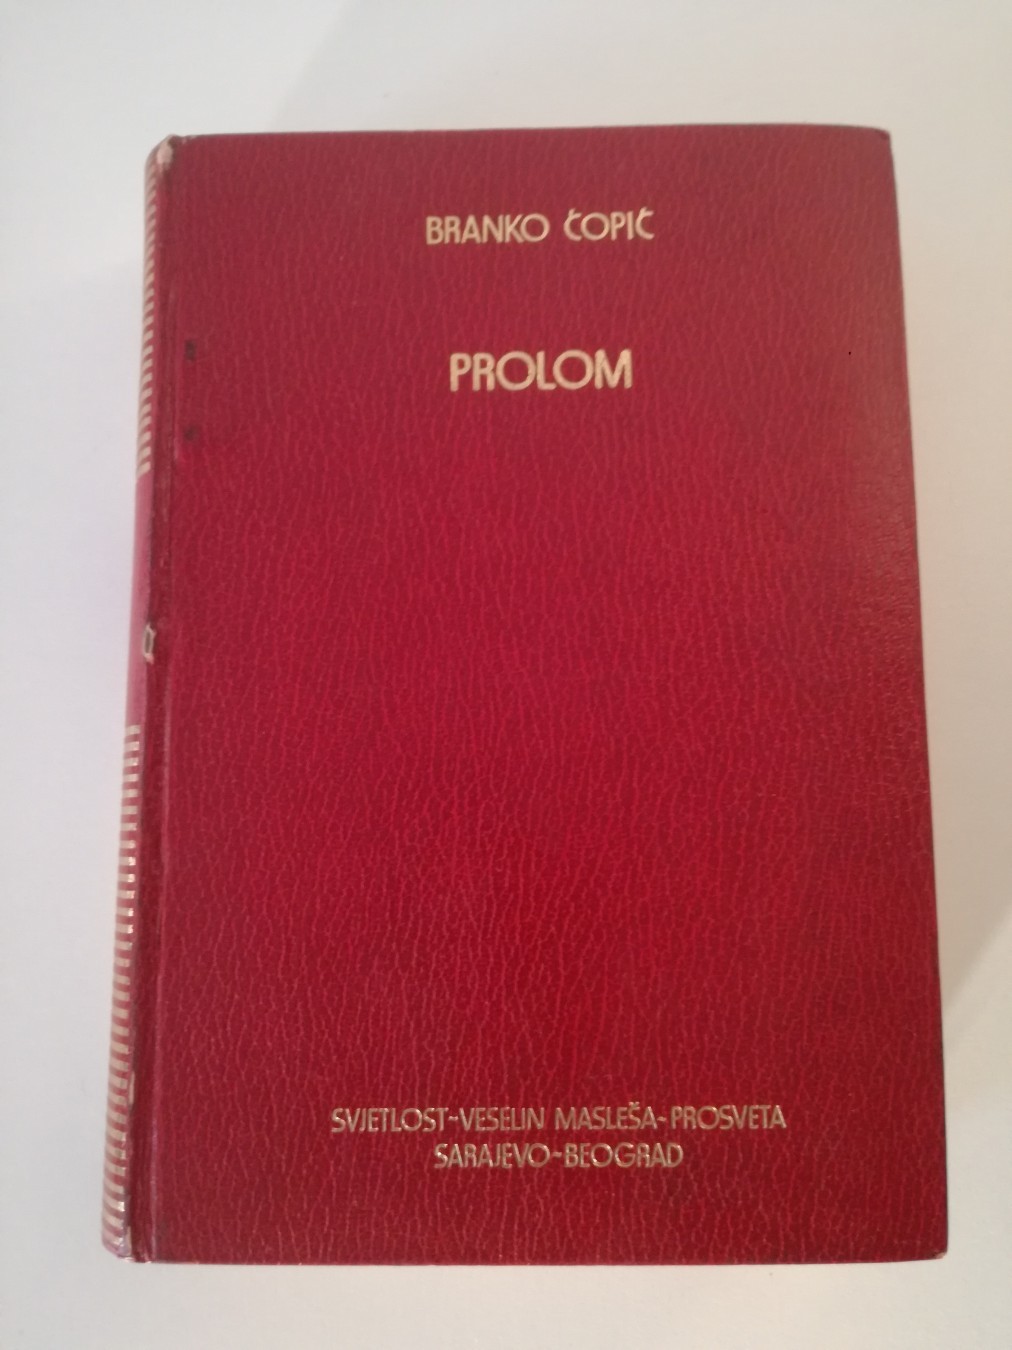 BRANKO ĆOPIĆ
PROLOM
SVJETLOST-VESELIN MASLEŠA-PROSVETA
SARAJEVO-BEOGRAD